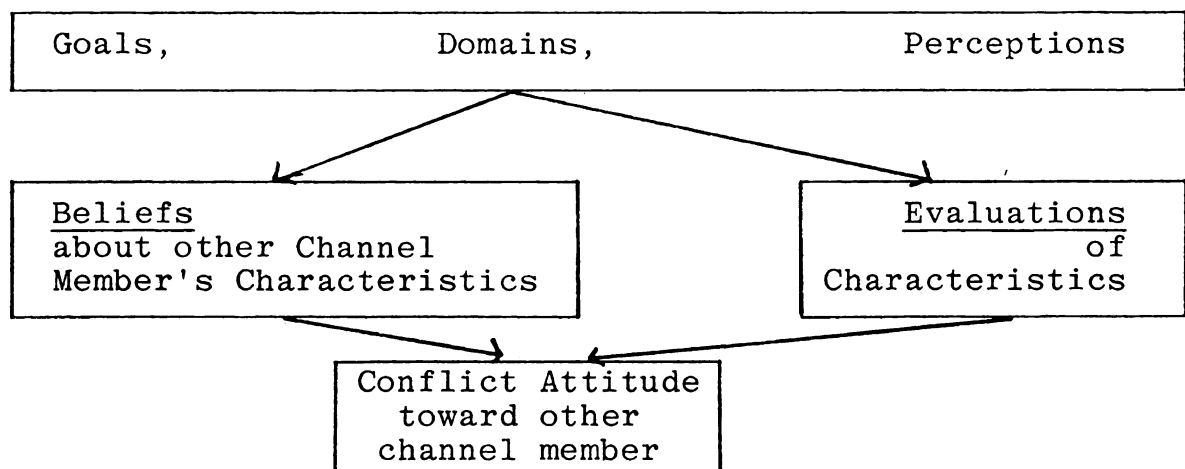 Goals, Domains, Perceptions
Beliefs
about other Channel
Member's Characteristics
Evaluations
of
Characteristics
Conflict Attitude
toward other
channel member